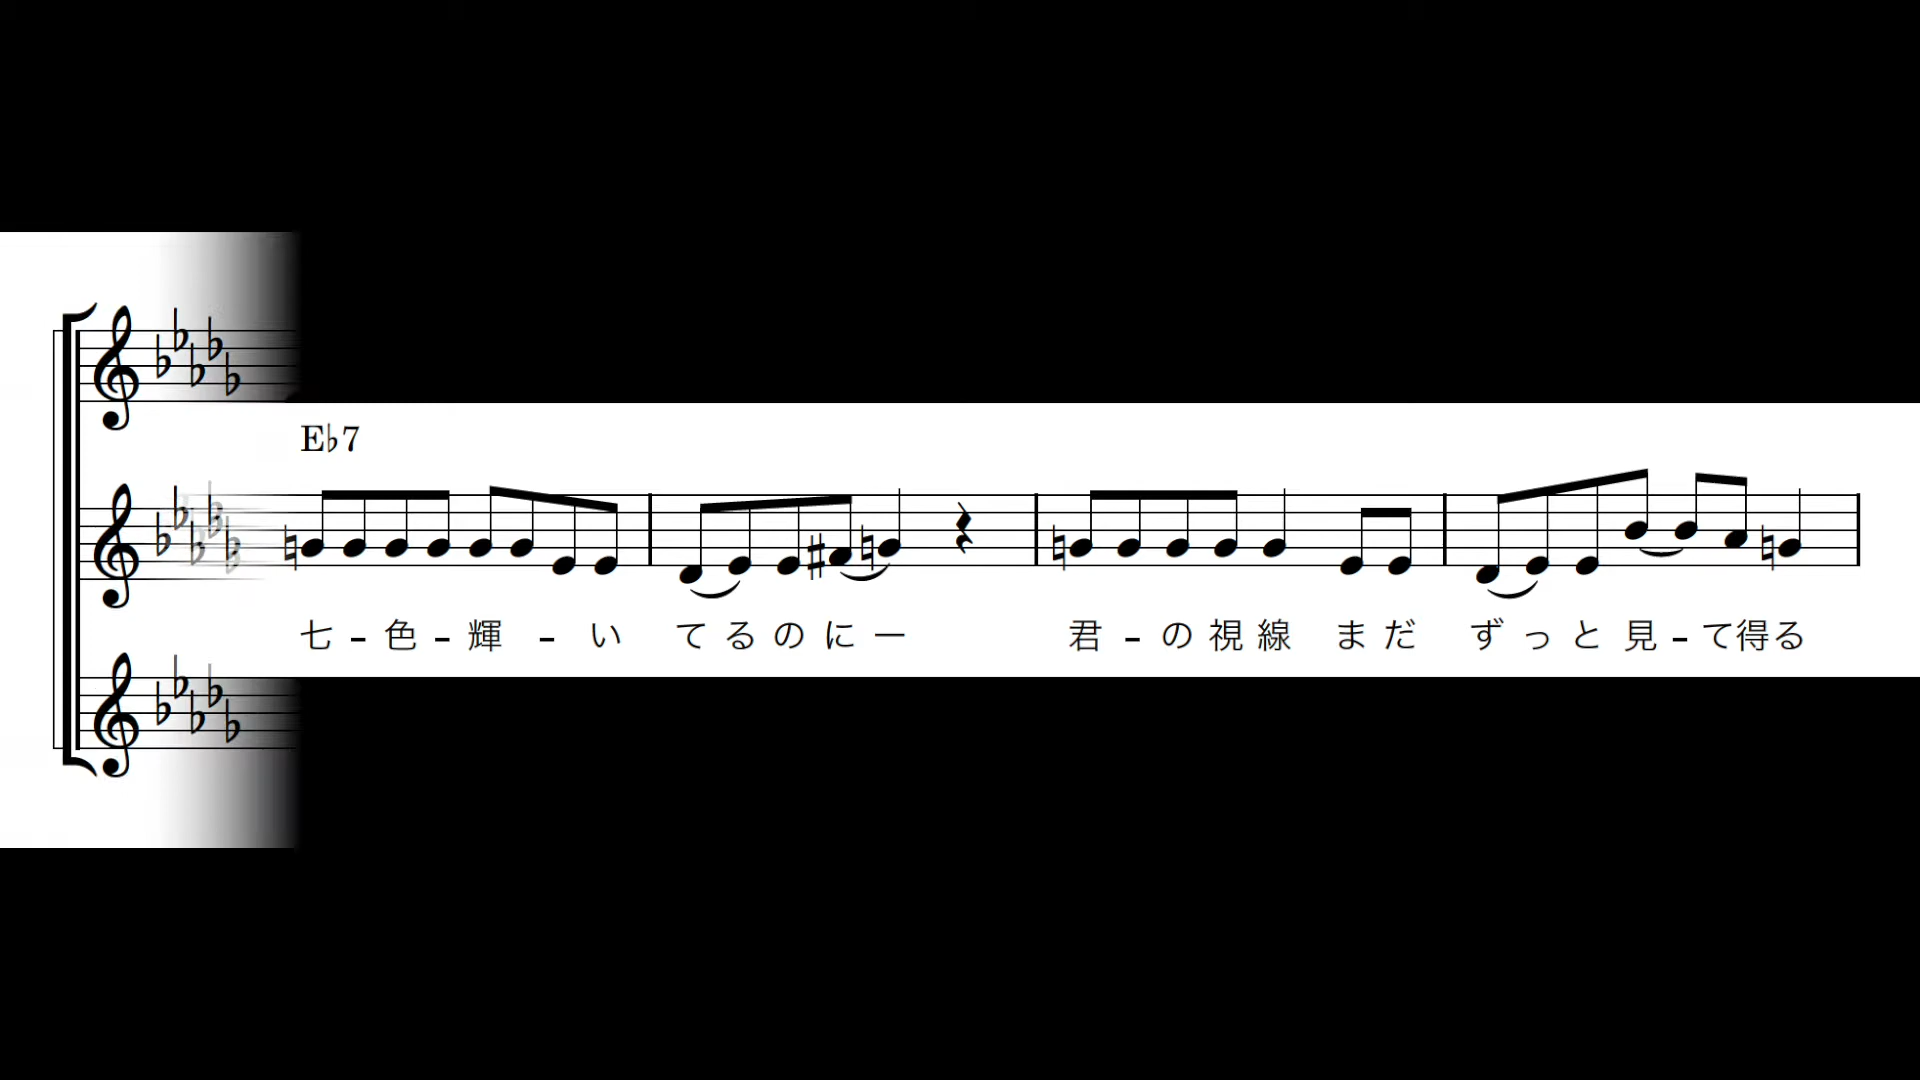 E♭7
七 - 色 - 輝 - い てるのにー 君 - の視線 まだ ずっと見 - て得る